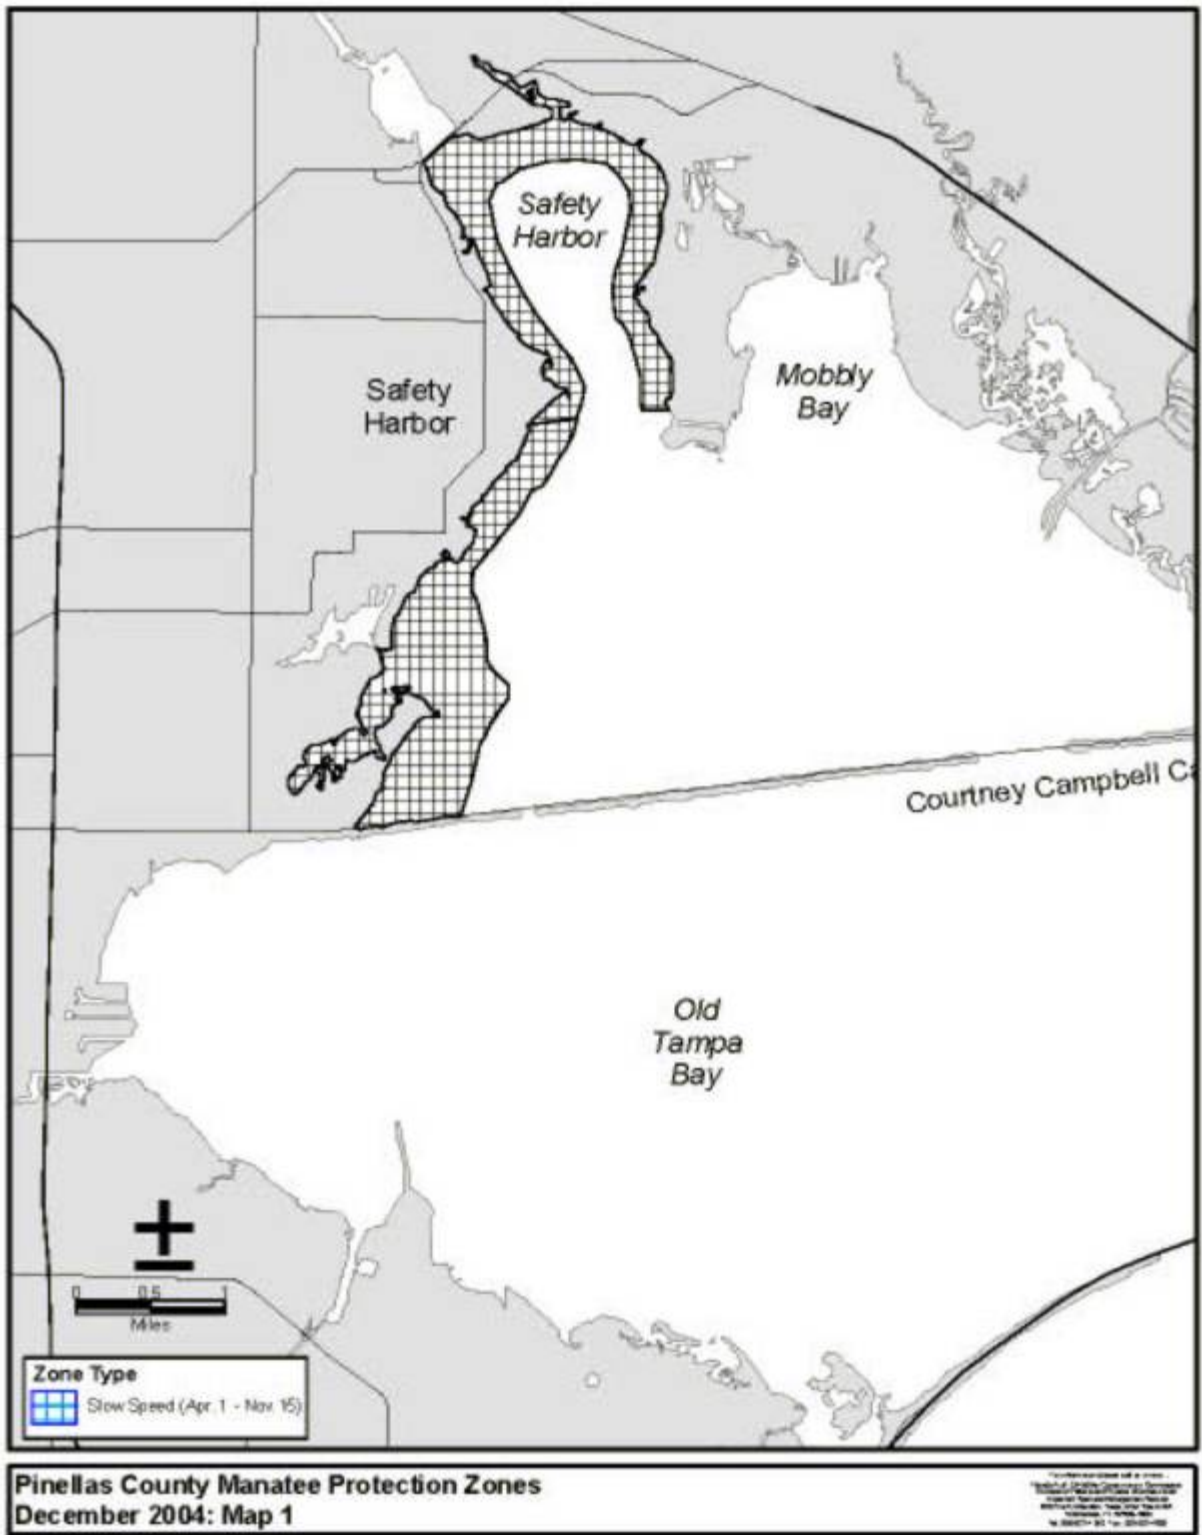 Safety
Harbor
Safety
Harbor
Mobbly
Bay
Courtney Campbell Ca
Old
Tampa
Bay
0 0.5 1
Miles
Zone Type
Slow Speed (Apr. 1 - Nov. 15)
Pinellas County Manatee Protection Zones
December 2004: Map 1